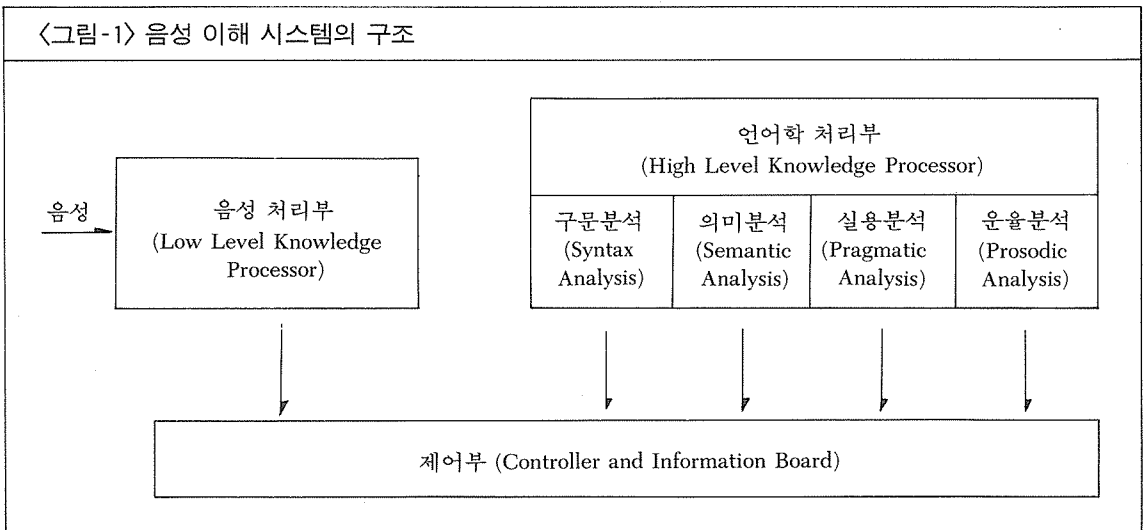 〈그림-1〉 음성 이해 시스템의 구조
음성
음성 처리부
(Low Level Knowledge
Processor)
언어학 처리부
(High Level Knowledge Processor)
구문분석
(Syntax
Analysis)
의미분석
(Semantic
Analysis)
실용분석
(Pragmatic
Analysis)
운율분석
(Prosodic
Analysis)
제어부 (Controller and Information Board)